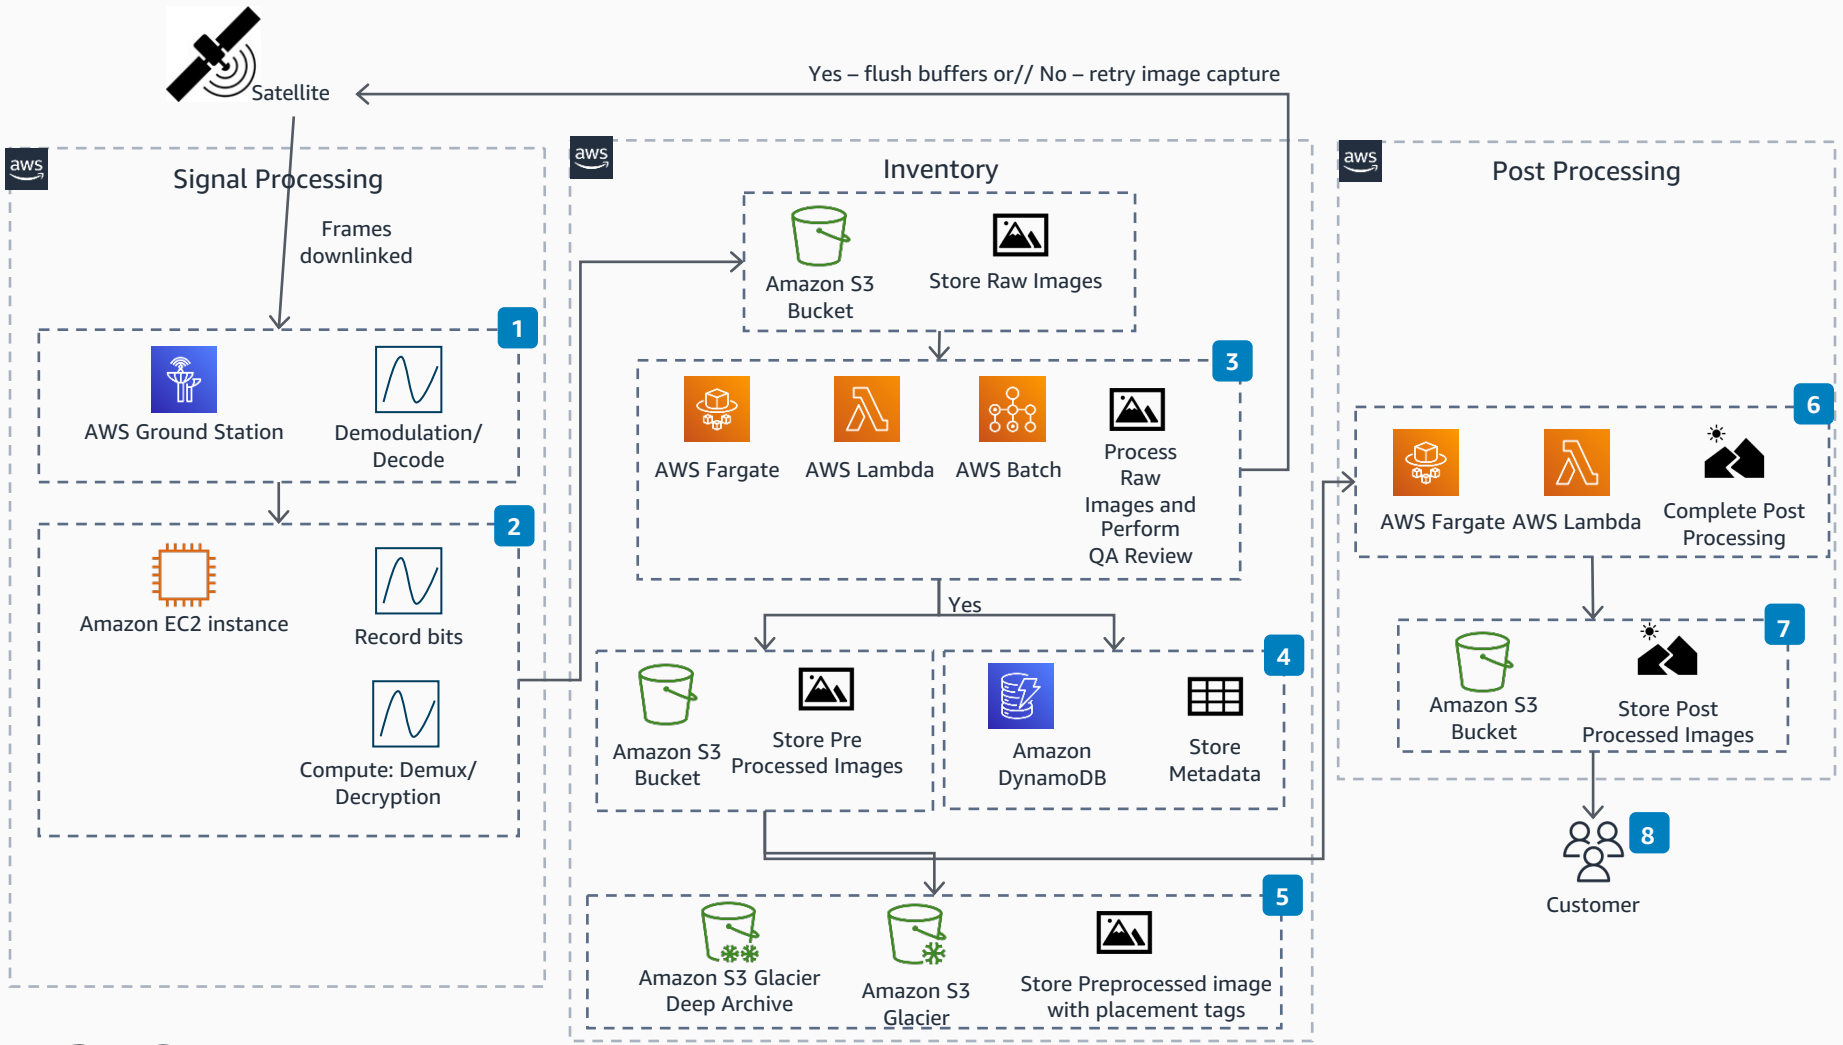 Yes – flush buffers or// No – retry image capture
Satellite
aws
Signal Processing
Frames
downlinked
1
AWS Ground Station
Demodulation/
Decode
2
Amazon EC2 instance
Record bits
Compute: Demux/
Decryption
aws
Inventory
Amazon S3
Bucket
Store Raw Images
3
AWS Fargate
AWS Lambda
AWS Batch
Process
Raw
Images and
Perform
QA Review
Yes
Amazon S3
Bucket
Store Pre
Processed Images
4
Amazon
DynamoDB
Store
Metadata
5
Amazon S3 Glacier
Deep Archive
Amazon S3
Glacier
Store Preprocessed image
with placement tags
aws
Post Processing
6
AWS Fargate
AWS Lambda
Complete Post
Processing
7
Amazon S3
Bucket
Store Post
Processed Images
8
Customer